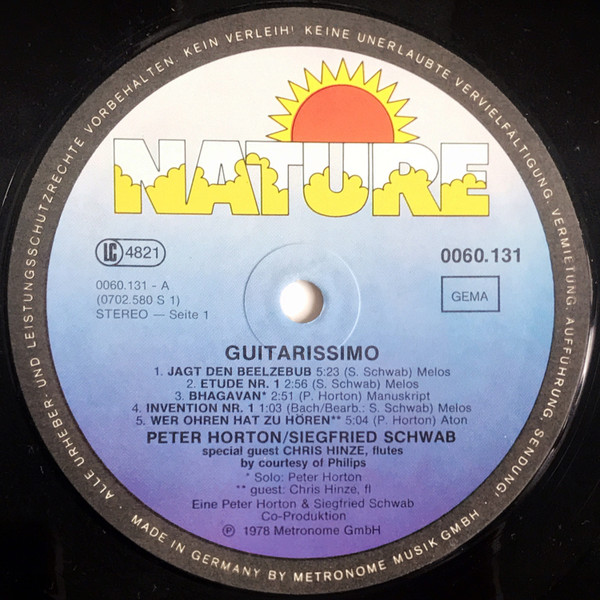 ALLE URHEBER- UND LEISTUNGSSCHUTZRECHTE VORBEHALTEN. KEIN VERLEIH! KEINE UNERLAUBTE VERVIELFÄLTIGUNG, VERMIETUNG, AUFFÜHRUNG, SENDUNG!
NATURE
LC 4821
0060.131
0060.131 - A
(0702.580 S 1)
STEREO — Seite 1
GEMA
GUITARISSIMO
1. JAGT DEN BEELZEBUB 5:23 (S. Schwab) Melos
2. ETUDE NR. 1 2:56 (S. Schwab) Melos
3. BHAGAVAN* 2:51 (P. Horton) Manuskript
4. INVENTION NR. 1 1:03 (Bach/Bearb.: S. Schwab) Melos
5. WER OHREN HAT ZU HÖREN** 5:04 (P. Horton) Aton
PETER HORTON/SIEGFRIED SCHWAB
special guest CHRIS HINZE, flutes
by courtesy of Philips
* Solo: Peter Horton
** guest: Chris Hinze, fl
Eine Peter Horton & Siegfried Schwab
Co-Produktion
℗ 1978 Metronome GmbH
MADE IN GERMANY BY METRONOME MUSIK GMBH